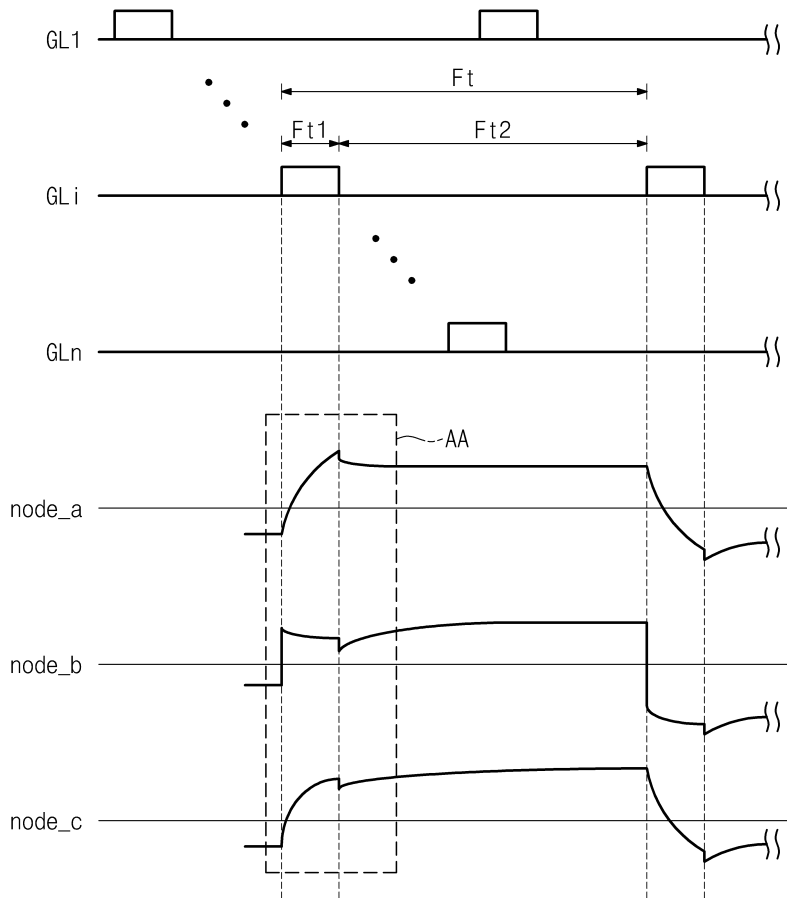 GL1
Ft
Ft1
Ft2
GLi
GLn
AA
node_a
node_b
node_c